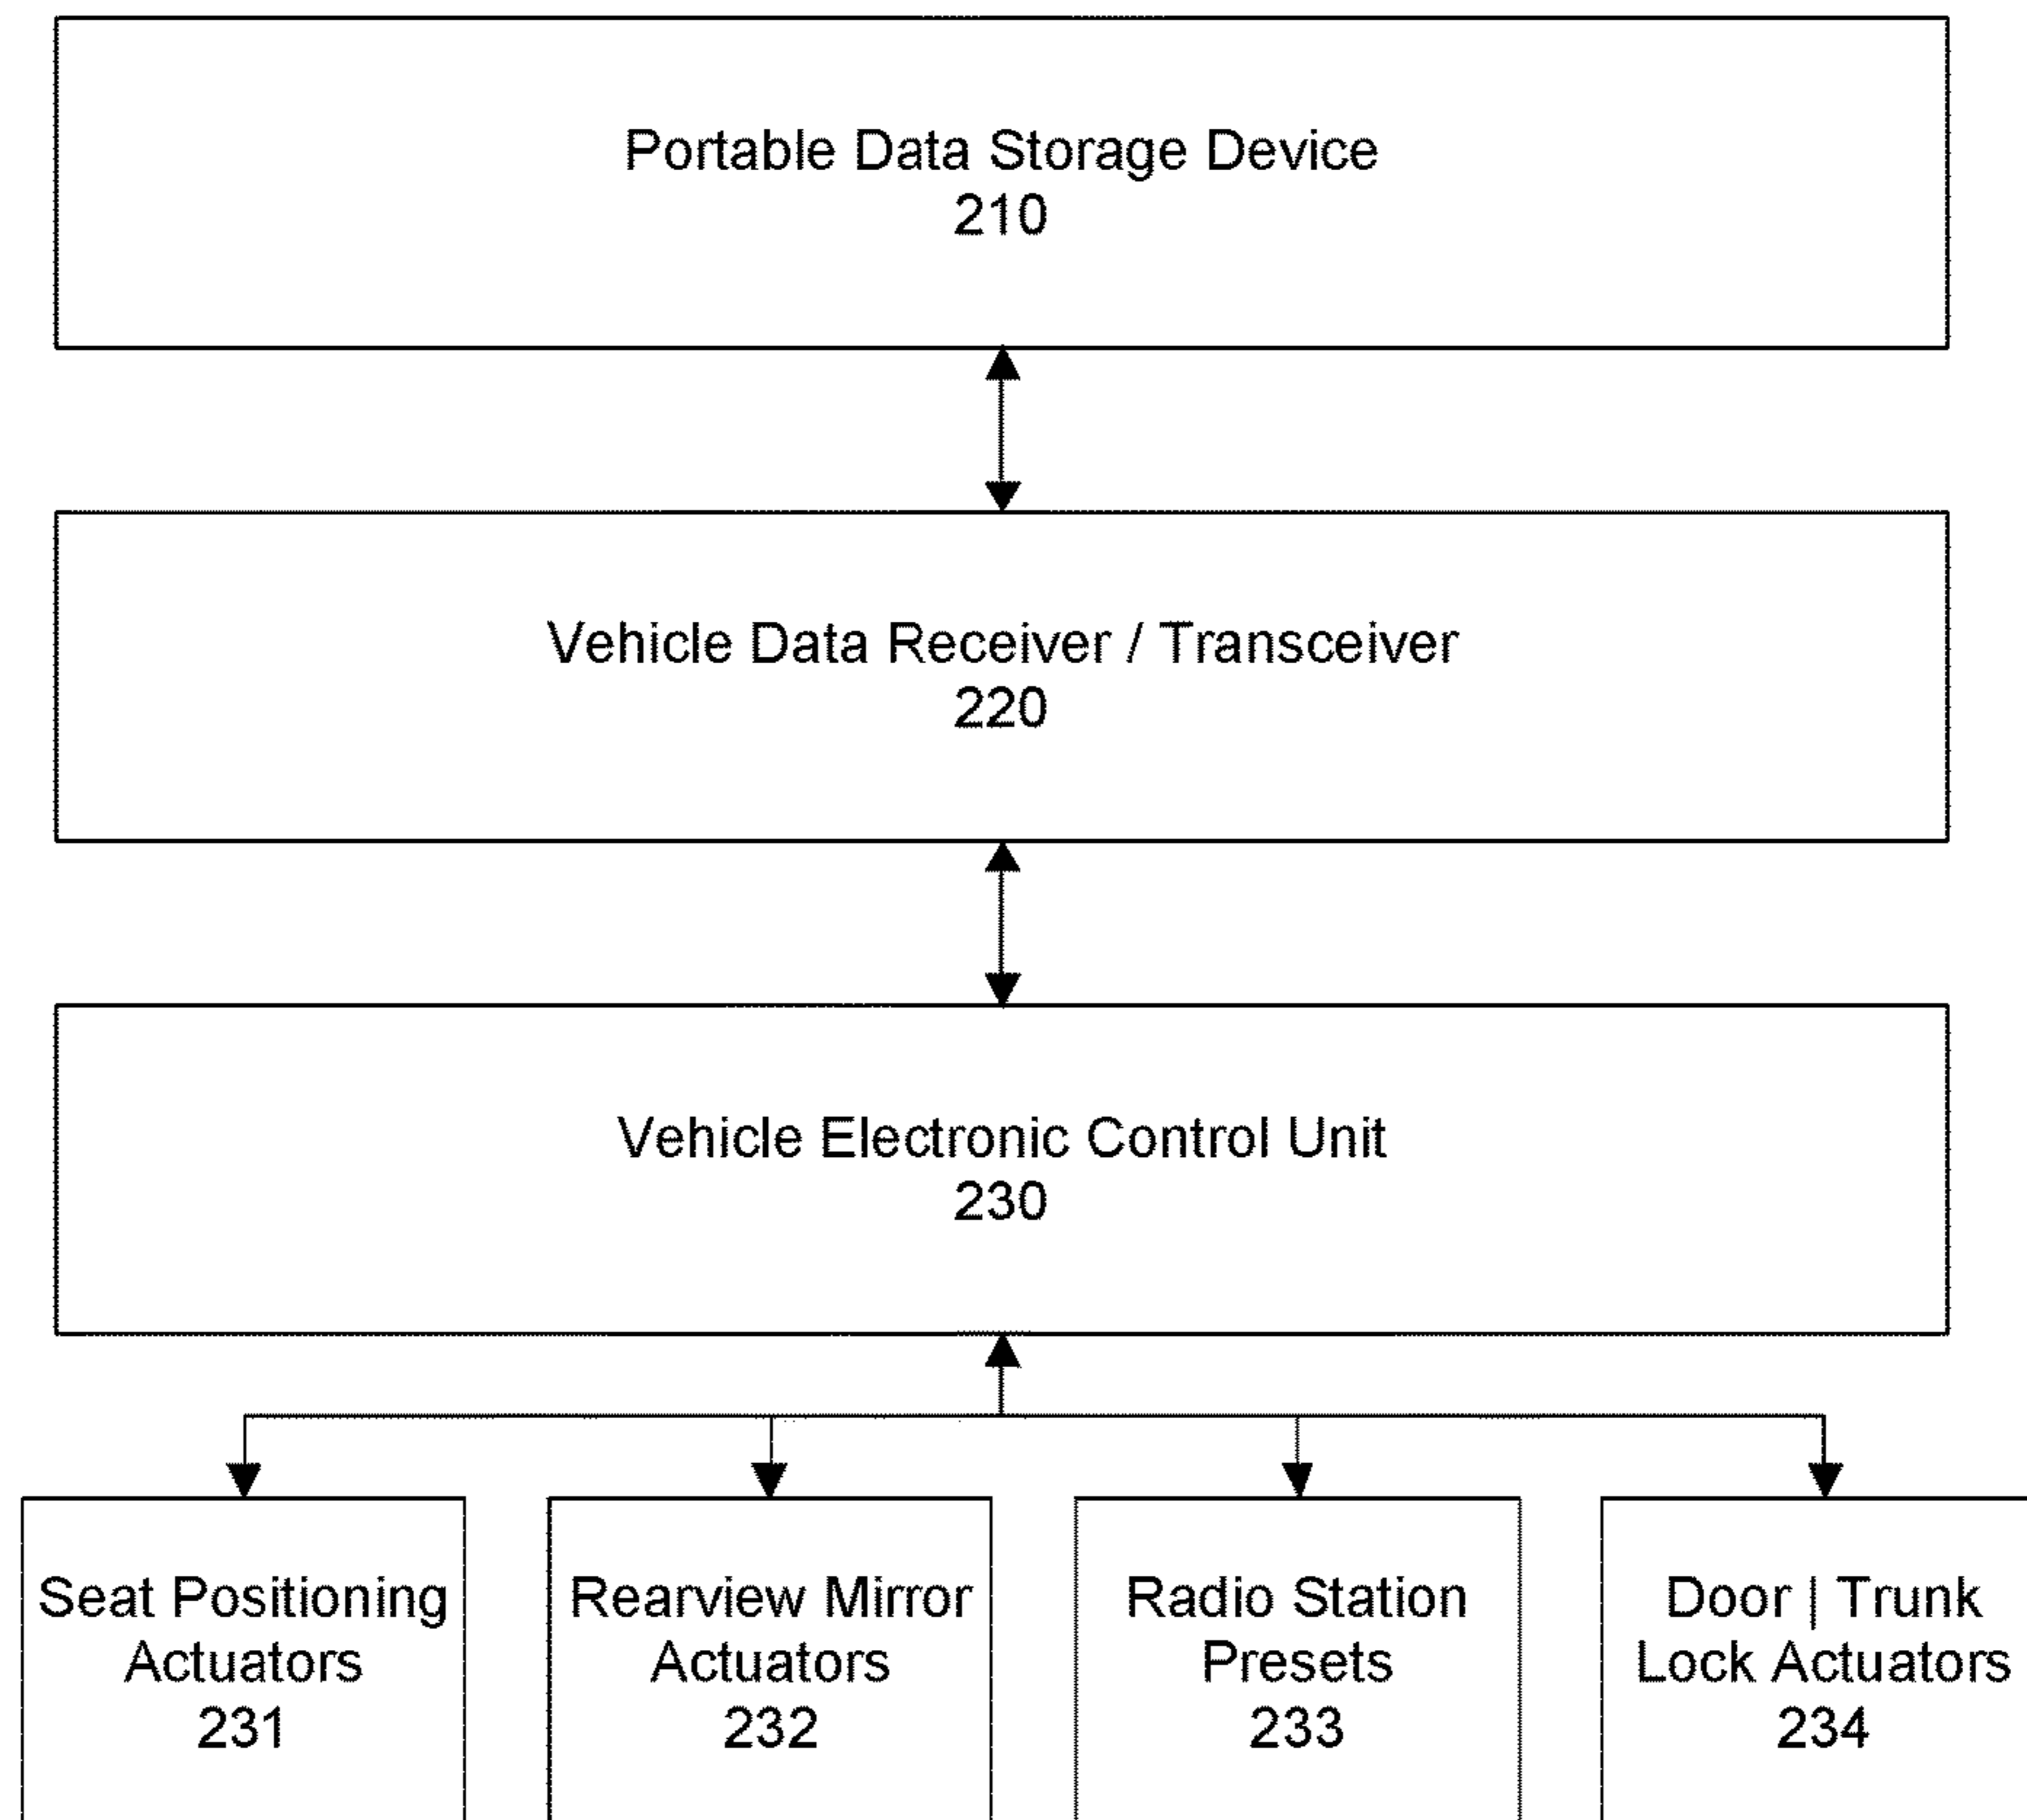 Portable Data Storage Device
210
Vehicle Data Receiver / Transceiver
220
Vehicle Electronic Control Unit
230
Seat Positioning
Actuators
231
Rearview Mirror
Actuators
232
Radio Station
Presets
233
Door | Trunk
Lock Actuators
234